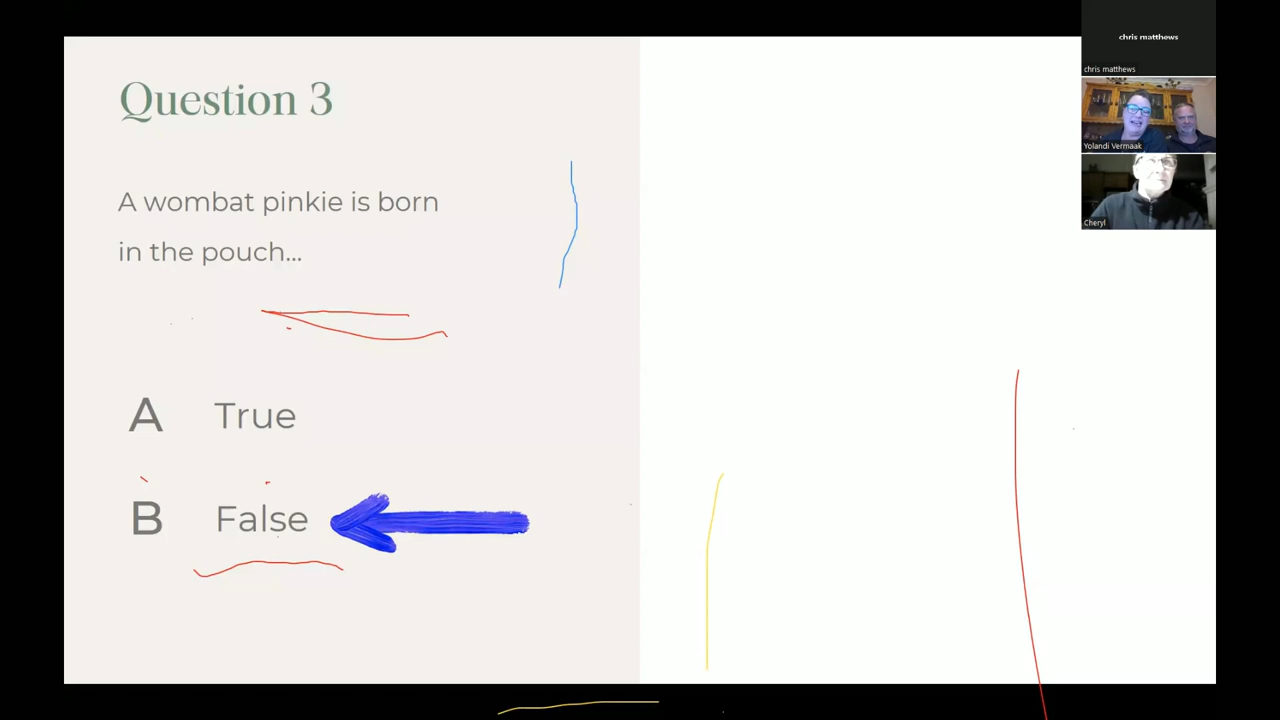 chris matthews
chris matthews
Yolandi Vermaak
Cheryl
Question 3
A wombat pinkie is born
in the pouch...
A True
B False